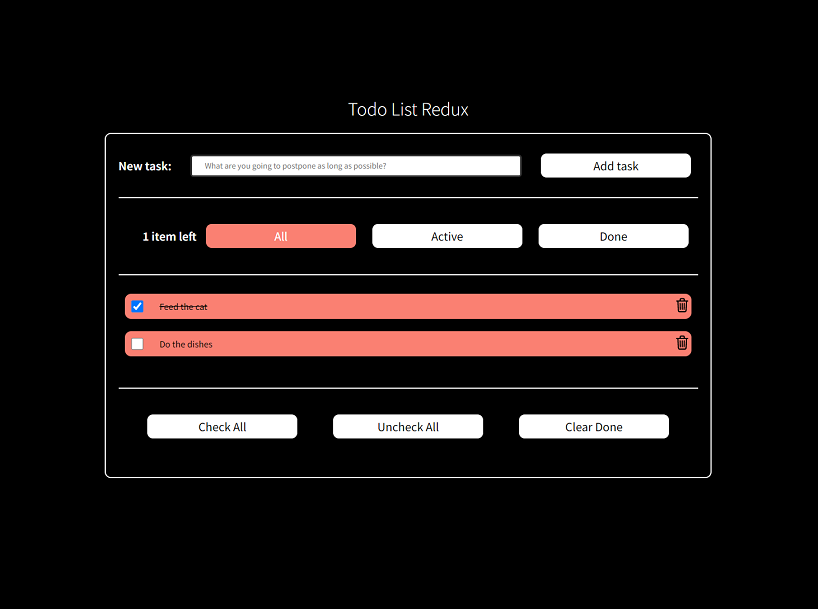 Todo List Redux
New task: What are you going to postpone as long as possible? Add task
1 item left All Active Done
Feed the cat
Do the dishes
Check All Uncheck All Clear Done